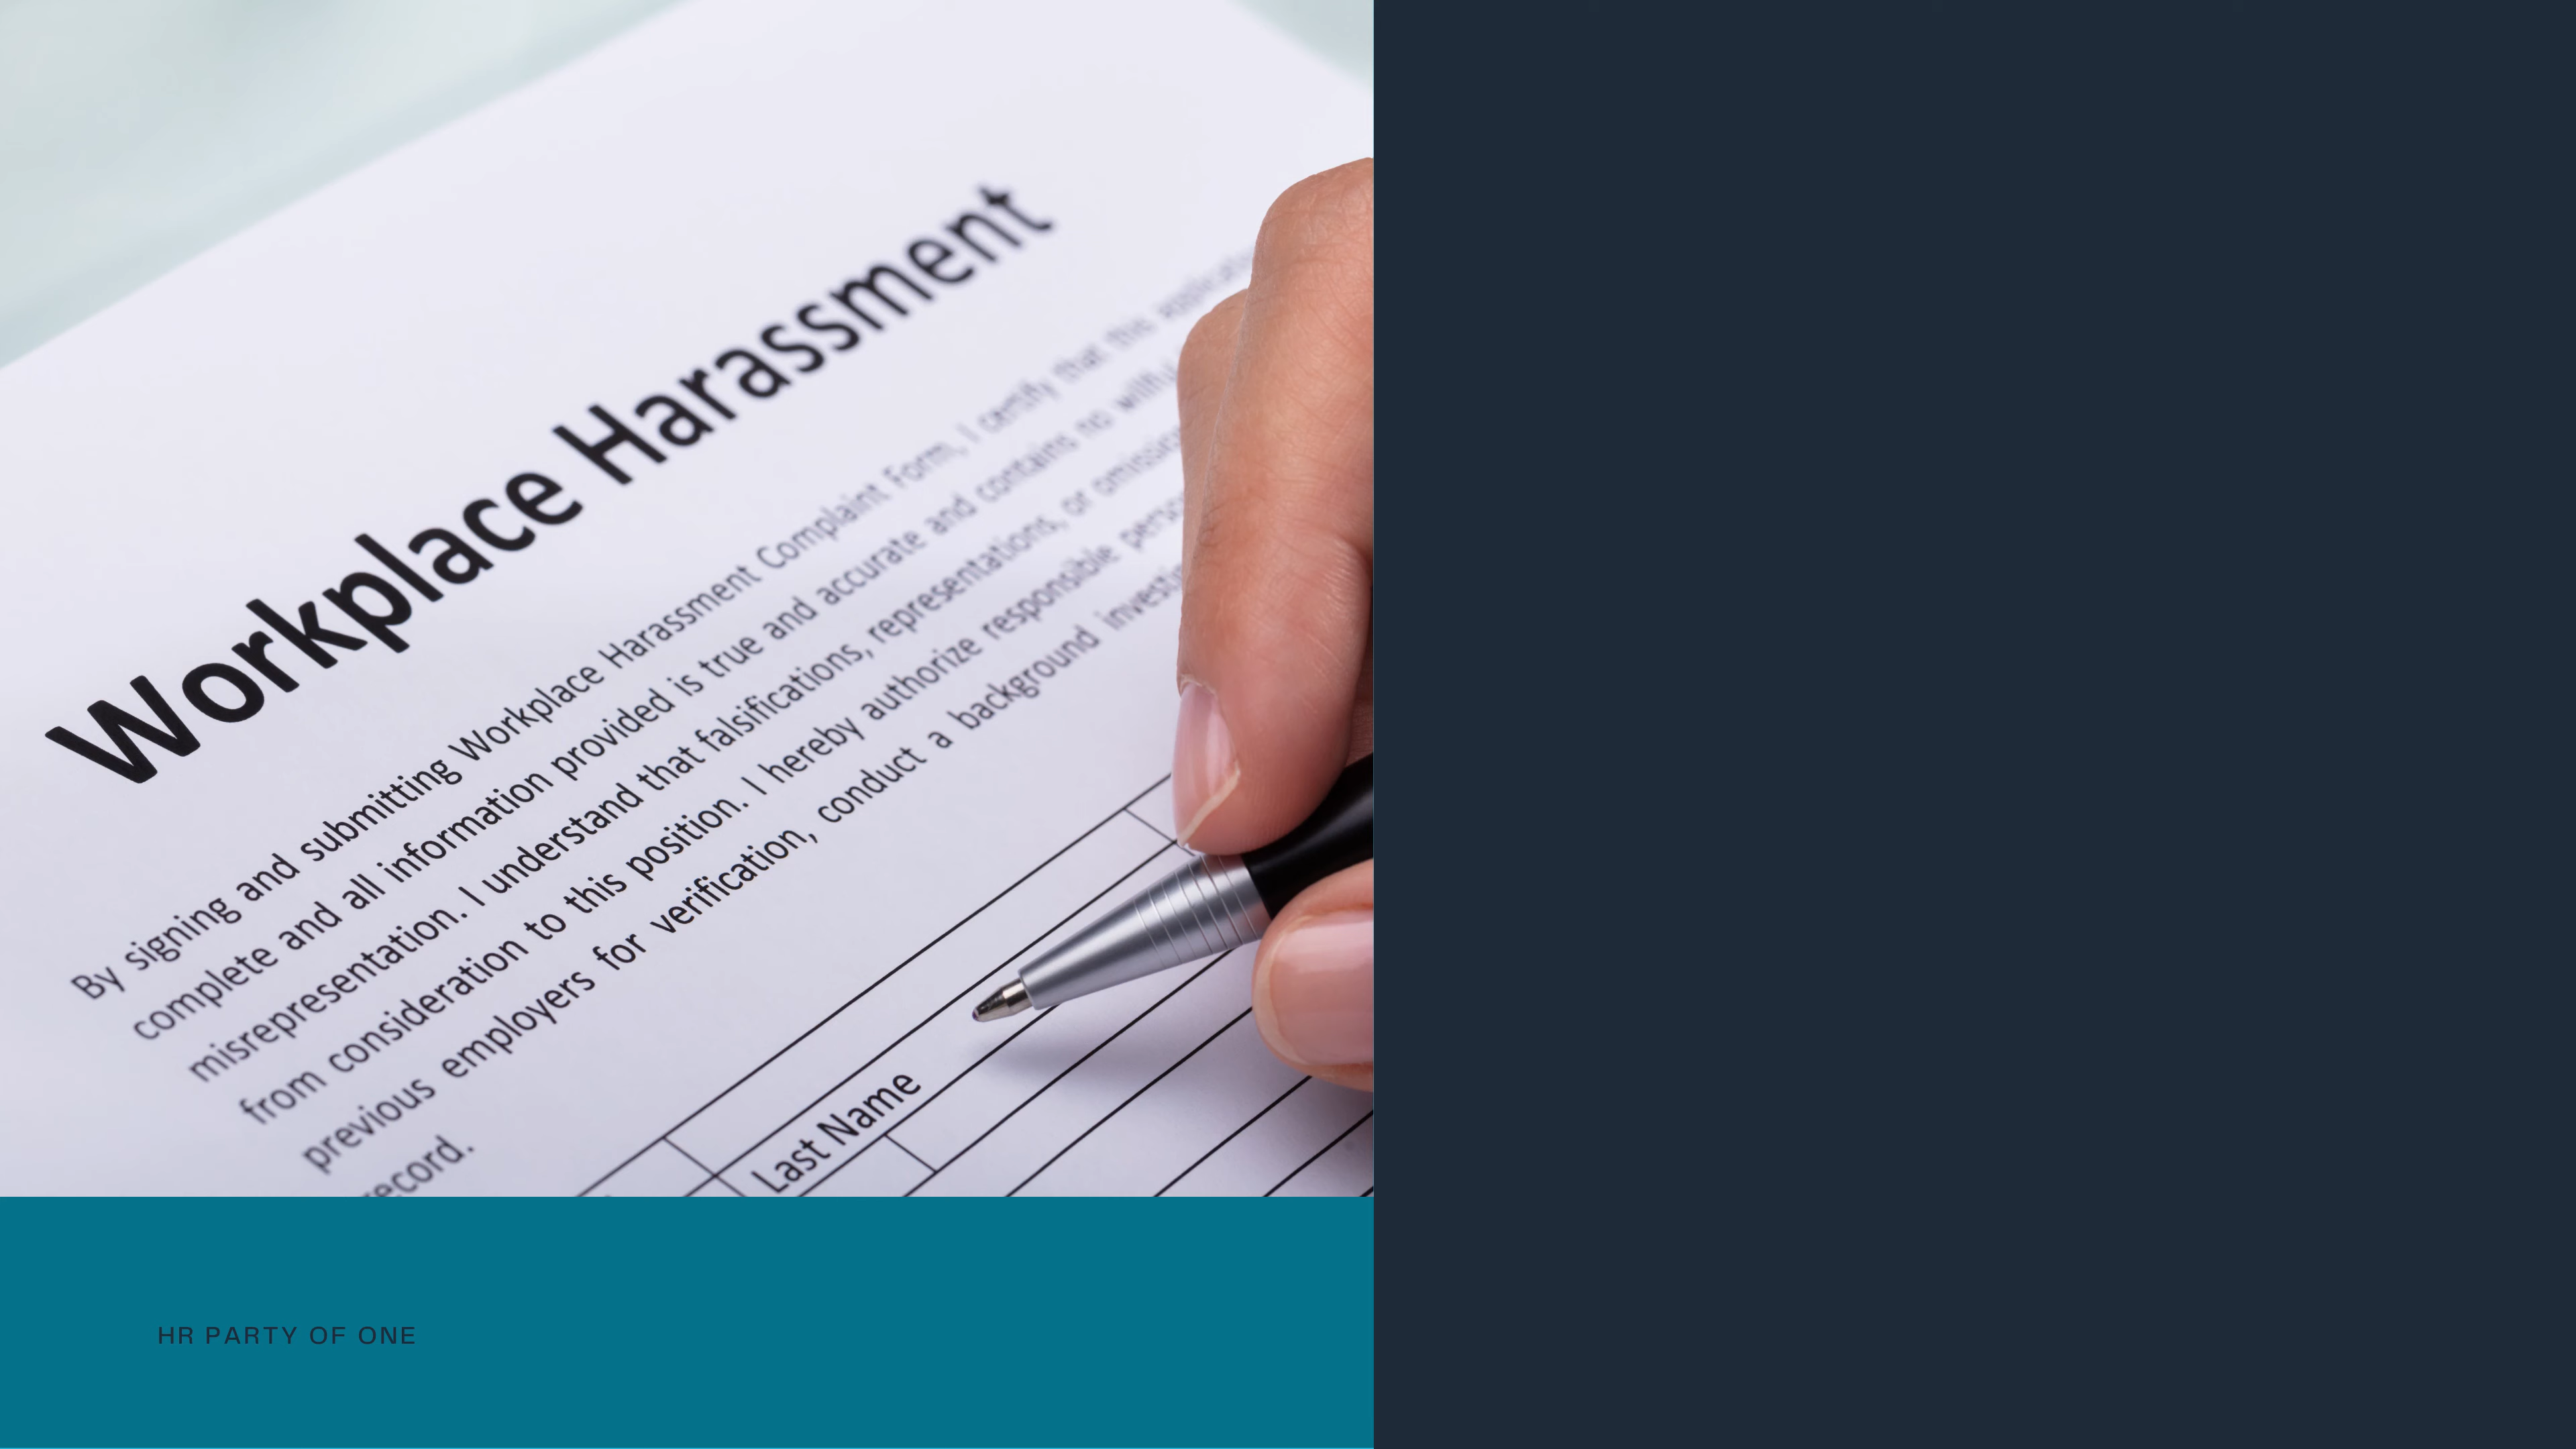 Workplace Harassment
By signing and submitting Workplace Harassment Complaint Form, I certify that this
complete and all information provided is true and accurate and contains no
misrepresentation. I understand that falsifications, representations, or
from consideration to this position. I hereby authorize responsible
previous employers for verification, conduct a background
Last Name
HR PARTY OF ONE